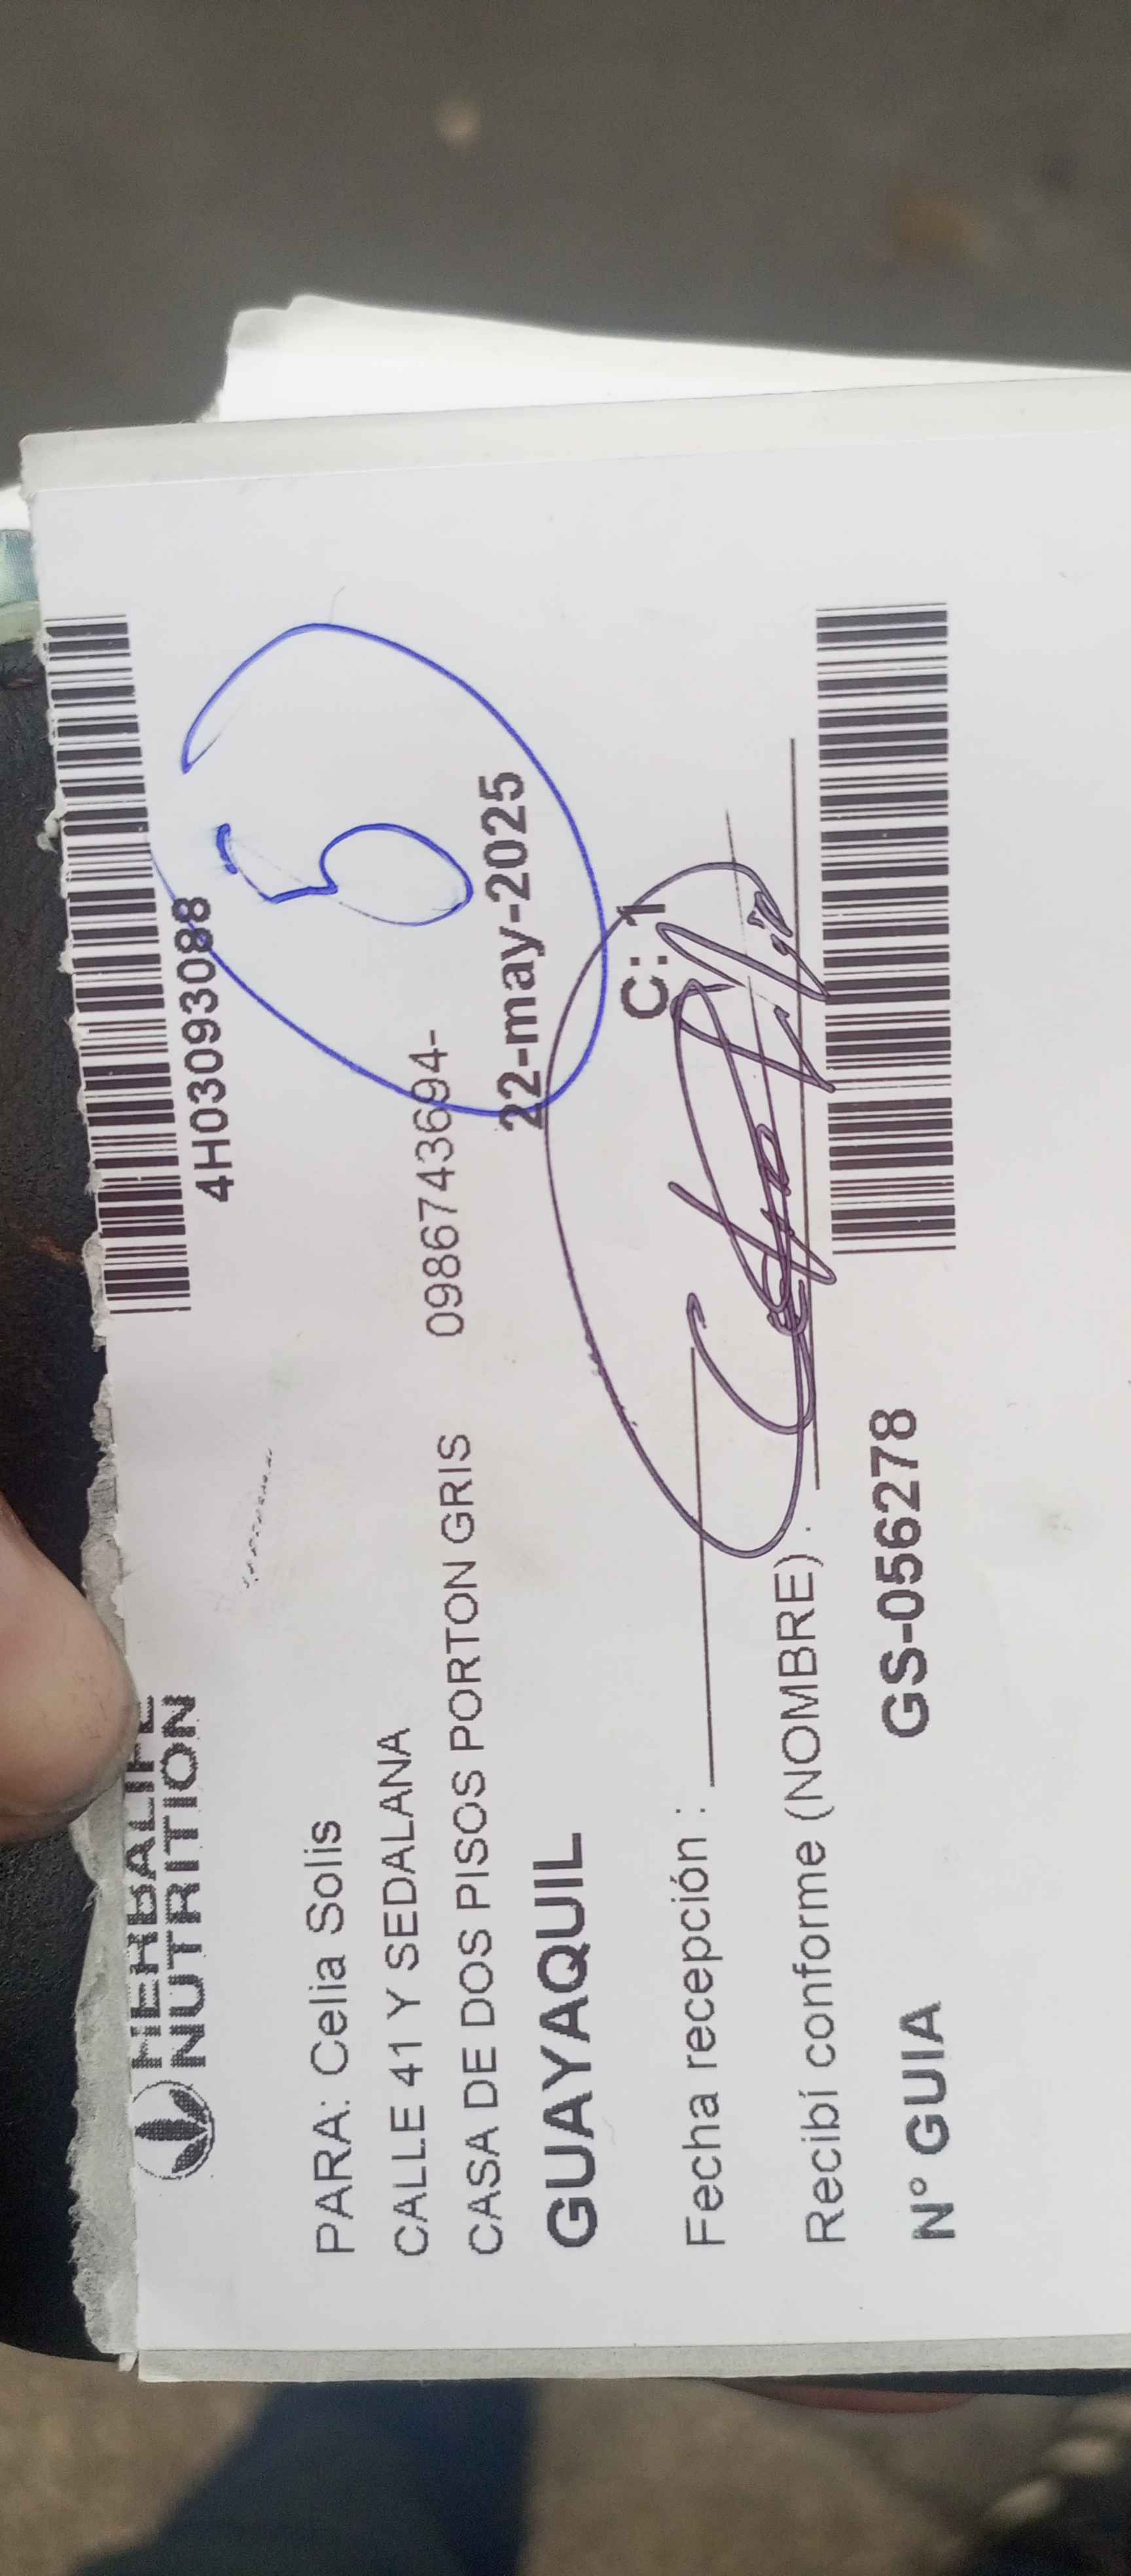 HERBALIFE
NUTRITION
4H03093088
5
PARA: Celia Solis
CALLE 41 Y SEDALANA
CASA DE DOS PISOS PORTON GRIS 0986743694-
GUAYAQUIL 22-may-2025
C: 1
Fecha recepción :
Recibí conforme (NOMBRE) :
N° GUIA GS-056278